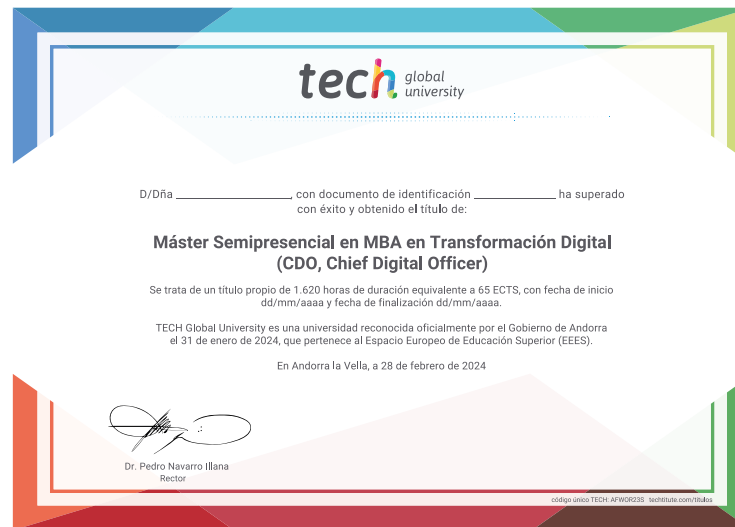 tech global university
D/Dña ______________, con documento de identificación ____________ ha superado
con éxito y obtenido el título de:
Máster Semipresencial en MBA en Transformación Digital
(CDO, Chief Digital Officer)
Se trata de un título propio de 1.620 horas de duración equivalente a 65 ECTS, con fecha de inicio
dd/mm/aaaa y fecha de finalización dd/mm/aaaa.
TECH Global University es una universidad reconocida oficialmente por el Gobierno de Andorra
el 31 de enero de 2024, que pertenece al Espacio Europeo de Educación Superior (EEES).
En Andorra la Vella, a 28 de febrero de 2024
Dr. Pedro Navarro Illana
Rector
código único TECH: AFWOR23S techtitute.com/titulos